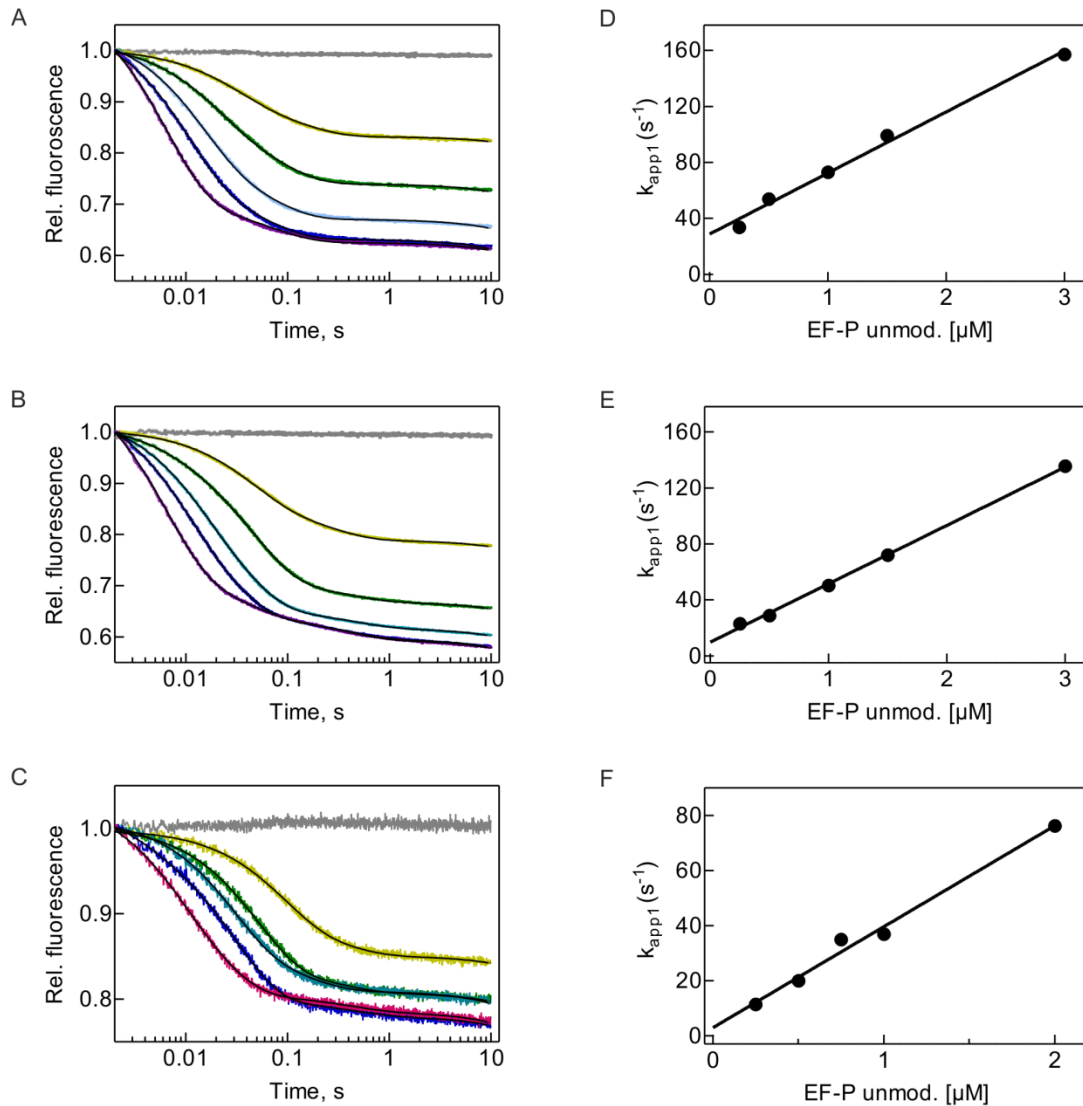 A
Rel. fluoroscence
1.0
0.9
0.8
0.7
0.6
0.01
0.1
1
10
Time, s
D
k_app1 (s⁻¹)
160
120
80
40
0
0
1
2
3
EF-P unmod. [µM]
B
Rel. fluorescence
1.0
0.9
0.8
0.7
0.6
0.01
0.1
1
10
Time, s
E
k_app1 (s⁻¹)
160
120
80
40
0
0
1
2
3
EF-P unmod. [µM]
C
Rel. fluorescence
1.0
0.9
0.8
0.01
0.1
1
10
Time, s
F
k_app1 (s⁻¹)
80
60
40
20
0
0
1
2
EF-P unmod. [µM]